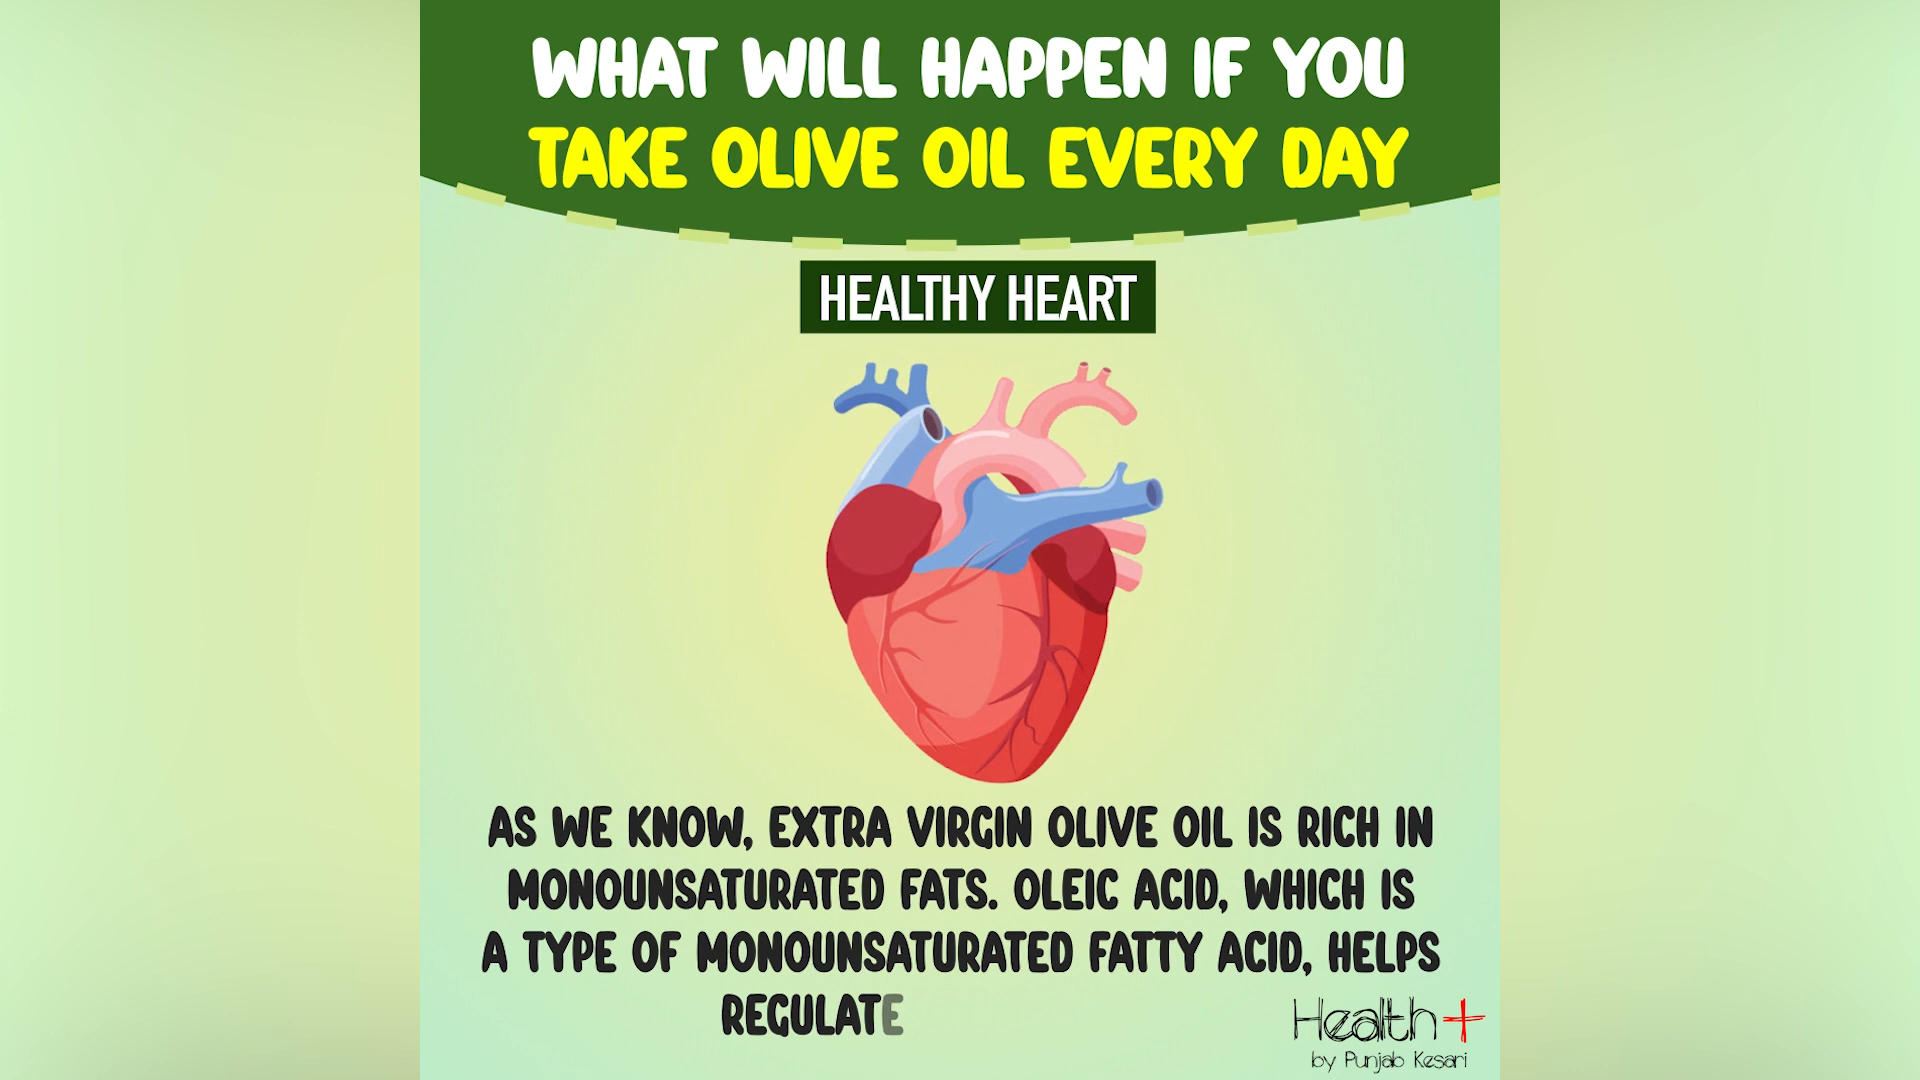 WHAT WILL HAPPEN IF YOU
TAKE OLIVE OIL EVERY DAY
HEALTHY HEART
AS WE KNOW, EXTRA VIRGIN OLIVE OIL IS RICH IN
MONOUNSATURATED FATS. OLEIC ACID, WHICH IS
A TYPE OF MONOUNSATURATED FATTY ACID, HELPS
REGULATE
Health+
by Punjab Kesari